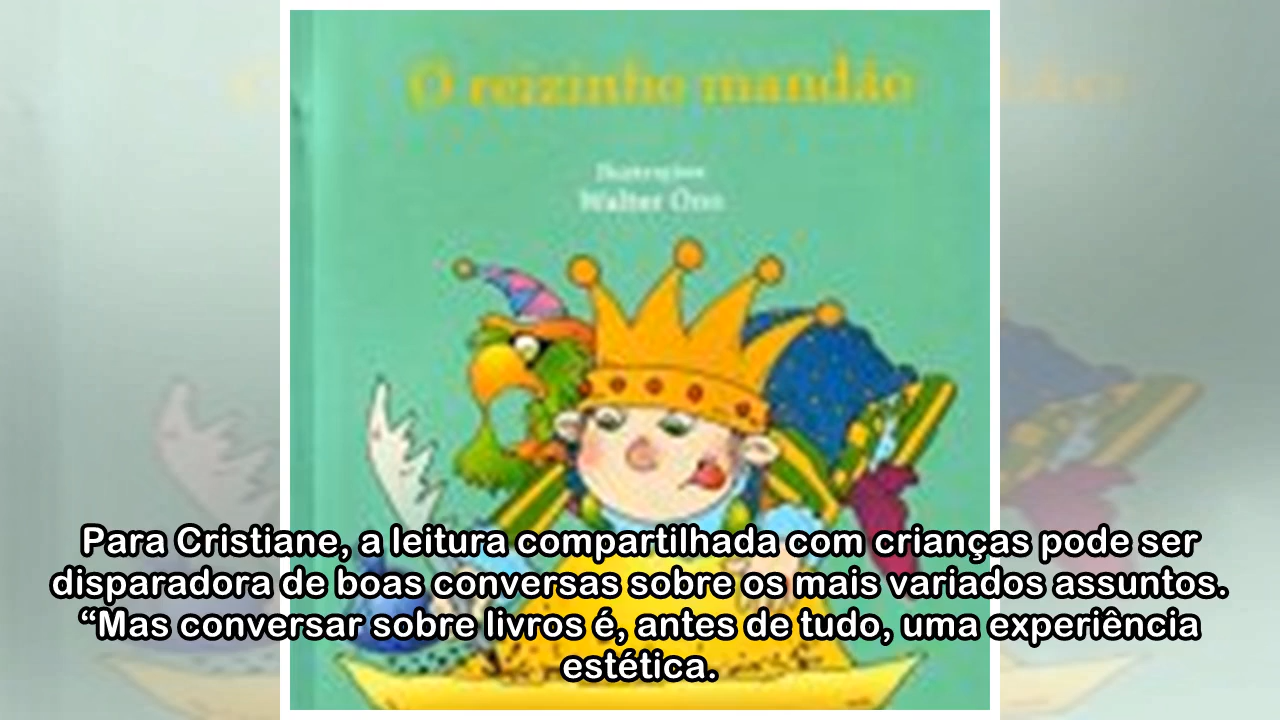 O reizinho mandão
Ilustrações
Walter Ono
Para Cristiane, a leitura compartilhada com crianças pode ser
disparadora de boas conversas sobre os mais variados assuntos.
“Mas conversar sobre livros é, antes de tudo, uma experiência
estética.